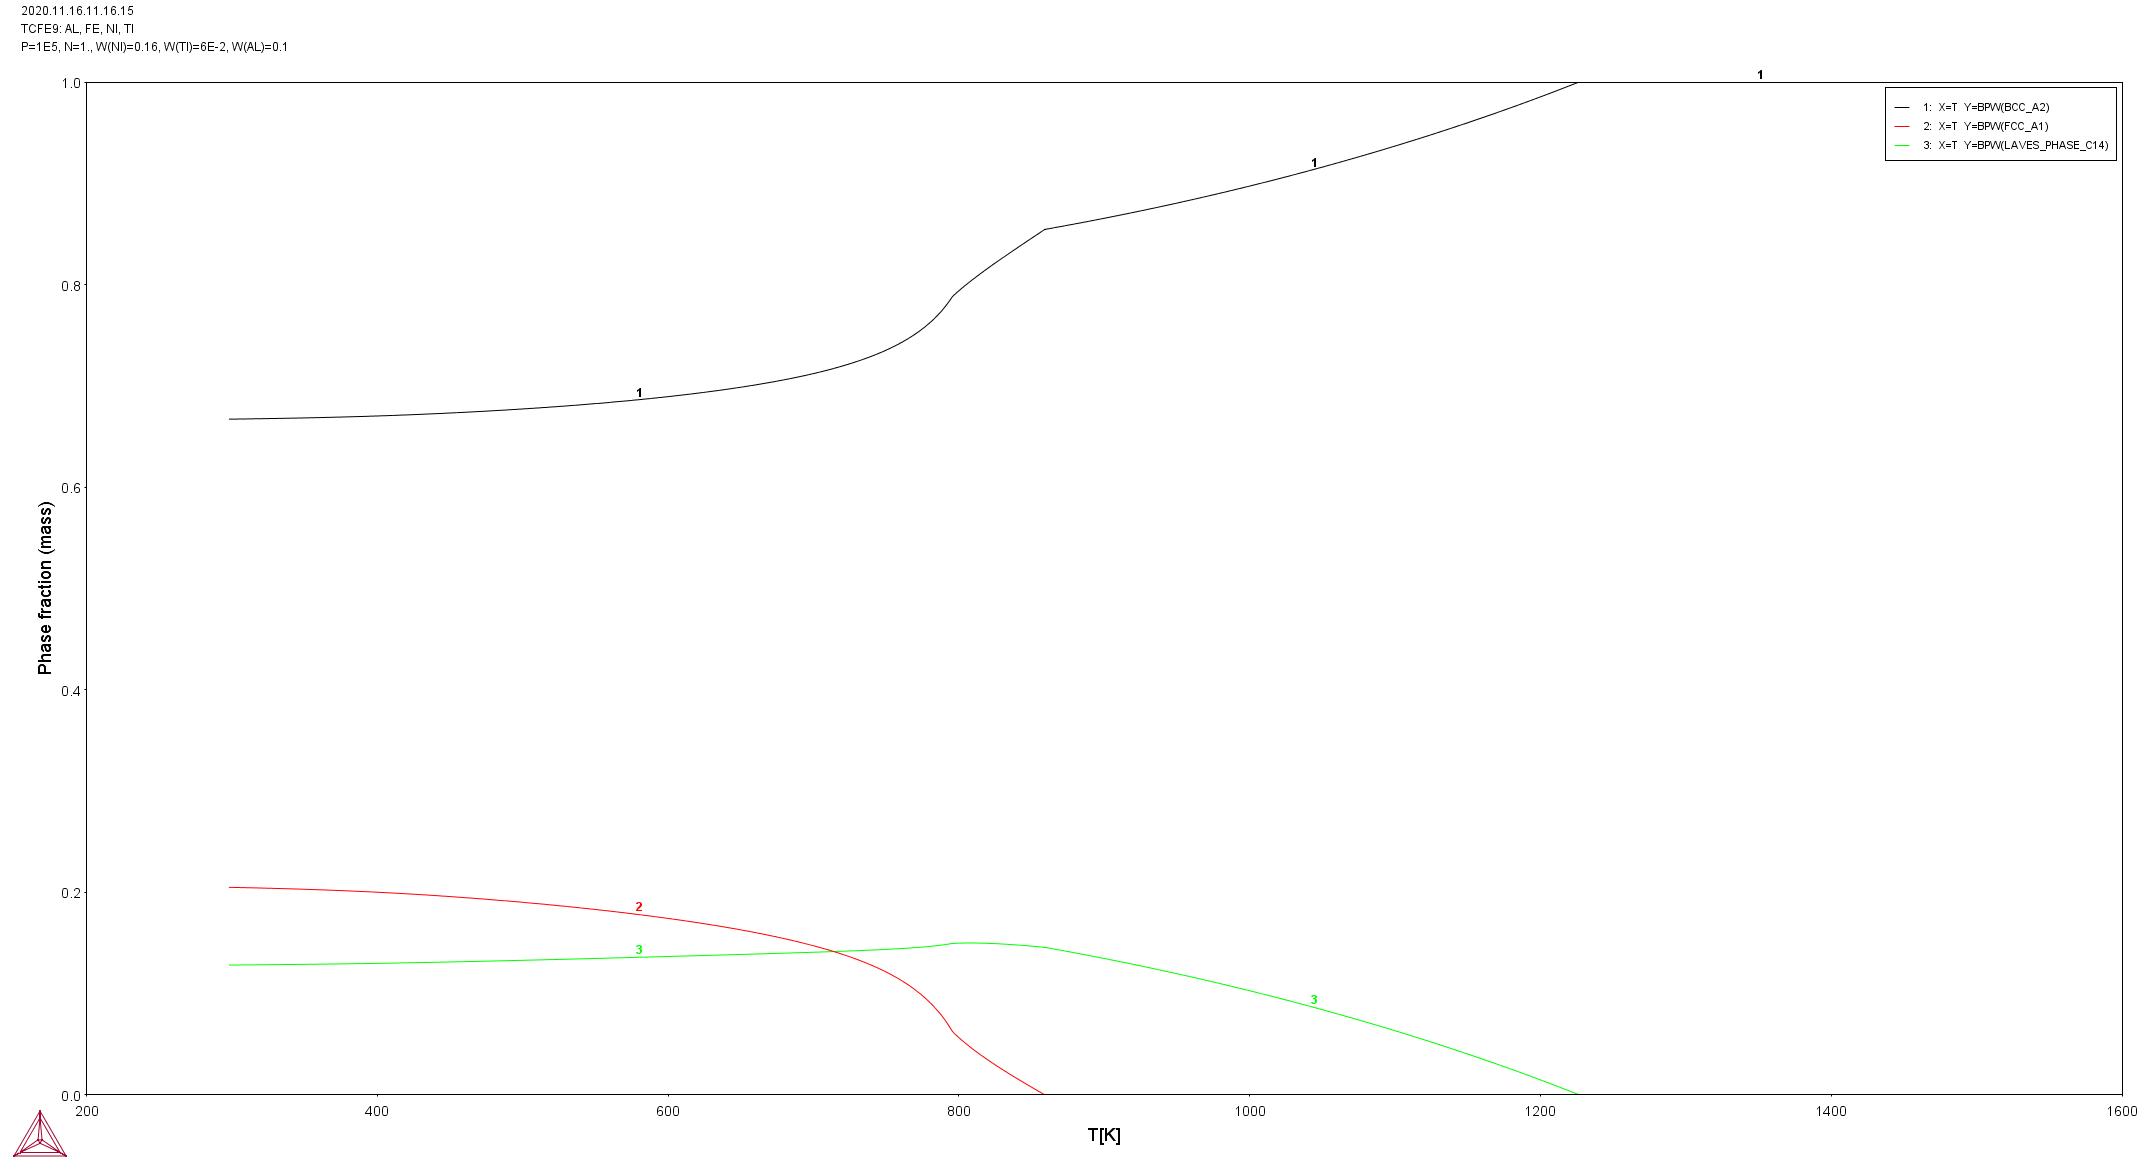 2020.11.16.11.16.15
TCFE9: AL, FE, NI, TI
P=1E5, N=1., W(NI)=0.16, W(TI)=6E-2, W(AL)=0.1
1.0
0.8
0.6
0.4
0.2
0.0
Phase fraction (mass)
1
1
1
1: X=T Y=BPW(BCC_A2)
2: X=T Y=BPW(FCC_A1)
3: X=T Y=BPW(LAVES_PHASE_C14)
2
3
3
200 400 600 800 1000 1200 1400 1600
T[K]